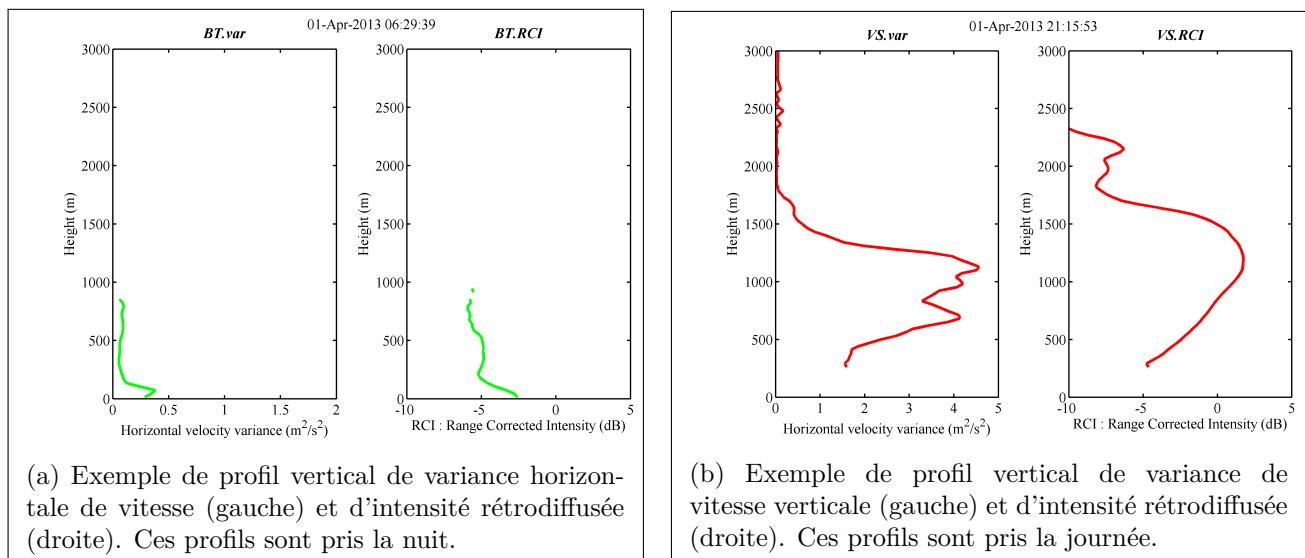 01-Apr-2013 06:29:39
BT.var
BT.RCI
3000
2500
2000
1500
1000
500
0
Height (m)
0
0.5
1
1.5
2
Horizontal velocity variance (m²/s²)
3000
2500
2000
1500
1000
500
0
Height (m)
-10
-5
0
5
RCI : Range Corrected Intensity (dB)
(a) Exemple de profil vertical de variance horizon-
tale de vitesse (gauche) et d'intensité rétrodiffusée
(droite). Ces profils sont pris la nuit.
01-Apr-2013 21:15:53
VS.var
VS.RCI
3000
2500
2000
1500
1000
500
0
Height (m)
0
1
2
3
4
5
Horizontal velocity variance (m²/s²)
3000
2500
2000
1500
1000
500
0
Height (m)
-10
-5
0
5
RCI : Range Corrected Intensity (dB)
(b) Exemple de profil vertical de variance de
vitesse verticale (gauche) et d'intensité rétrodiffusée
(droite). Ces profils sont pris la journée.